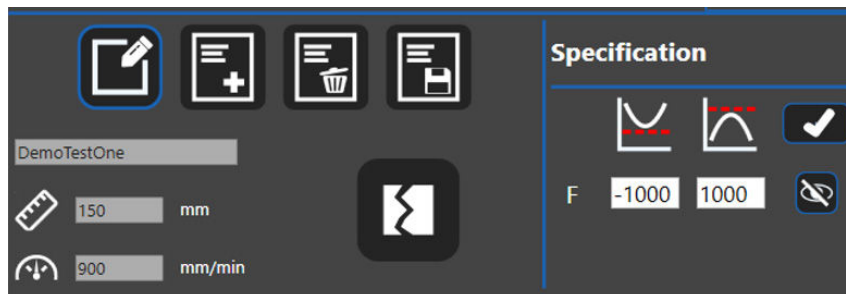 Specification
DemoTestOne
150 mm
F -1000 1000
900 mm/min